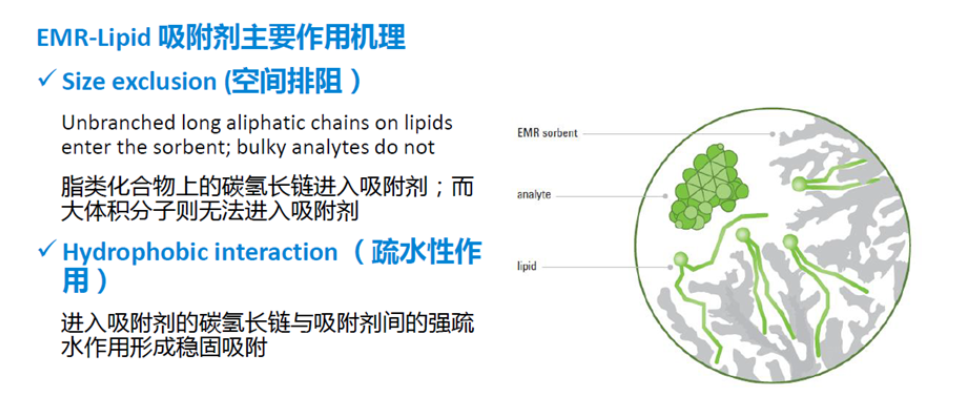 EMR-Lipid 吸附剂主要作用机理
✓ Size exclusion (空间排阻）
Unbranched long aliphatic chains on lipids
enter the sorbent; bulky analytes do not
脂类化合物上的碳氢长链进入吸附剂；而
大体积分子则无法进入吸附剂
✓ Hydrophobic interaction （疏水性作
用）
进入吸附剂的碳氢长链与吸附剂间的强疏
水作用形成稳固吸附
EMR sorbent
analyte
lipid